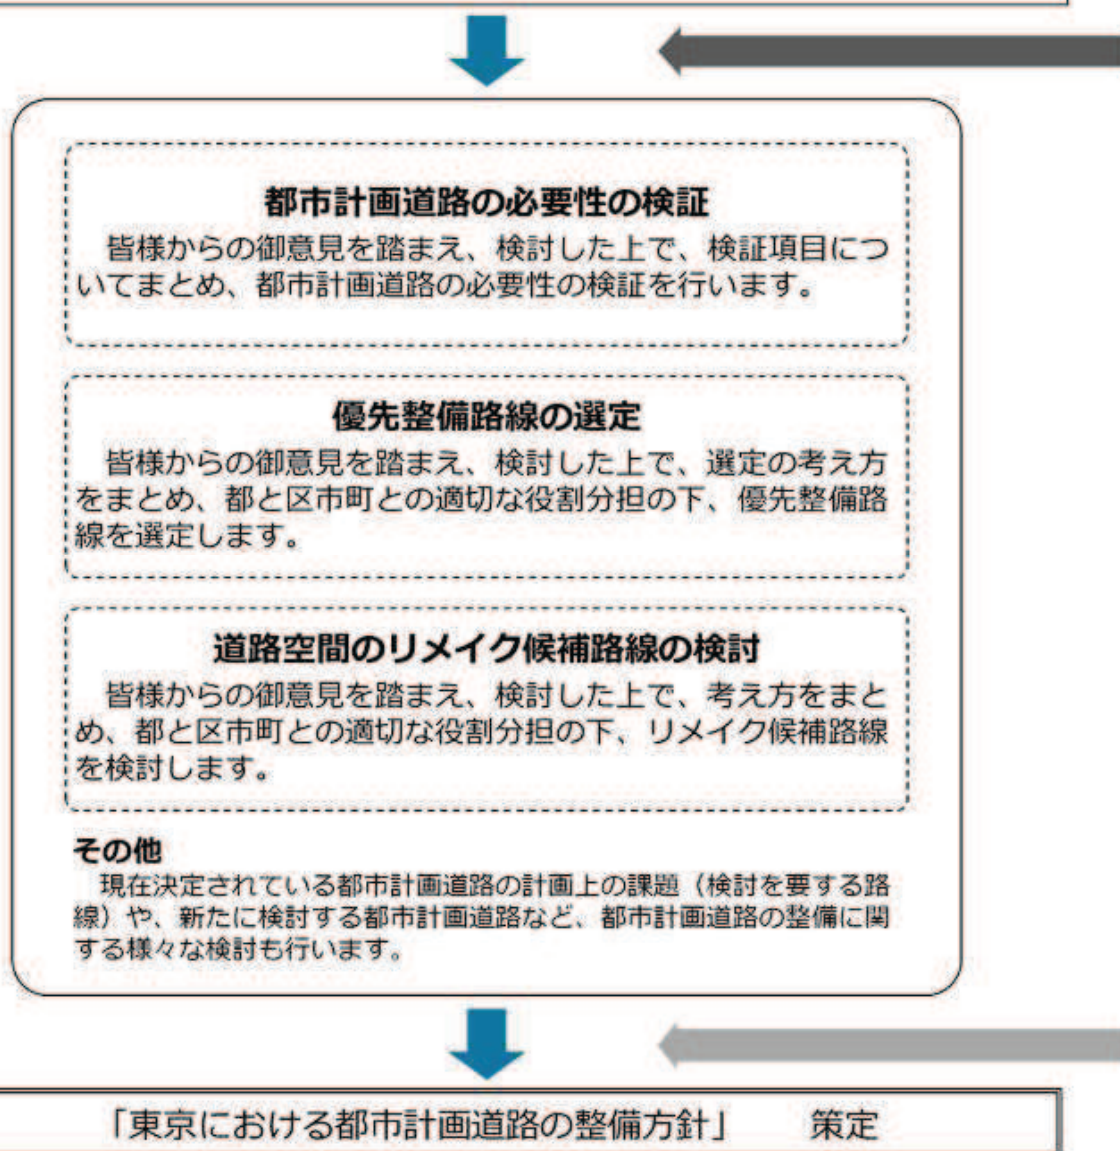 都市計画道路の必要性の検証
皆様からの御意見を踏まえ、検討した上で、検証項目につ
いてまとめ、都市計画道路の必要性の検証を行います。
優先整備路線の選定
皆様からの御意見を踏まえ、検討した上で、選定の考え方
をまとめ、都と区市町との適切な役割分担の下、優先整備路
線を選定します。
道路空間のリメイク候補路線の検討
皆様からの御意見を踏まえ、検討した上で、考え方をまと
め、都と区市町との適切な役割分担の下、リメイク候補路線
を検討します。
その他
現在決定されている都市計画道路の計画上の課題（検討を要する路
線）や、新たに検討する都市計画道路など、都市計画道路の整備に関
する様々な検討も行います。
「東京における都市計画道路の整備方針」　策定